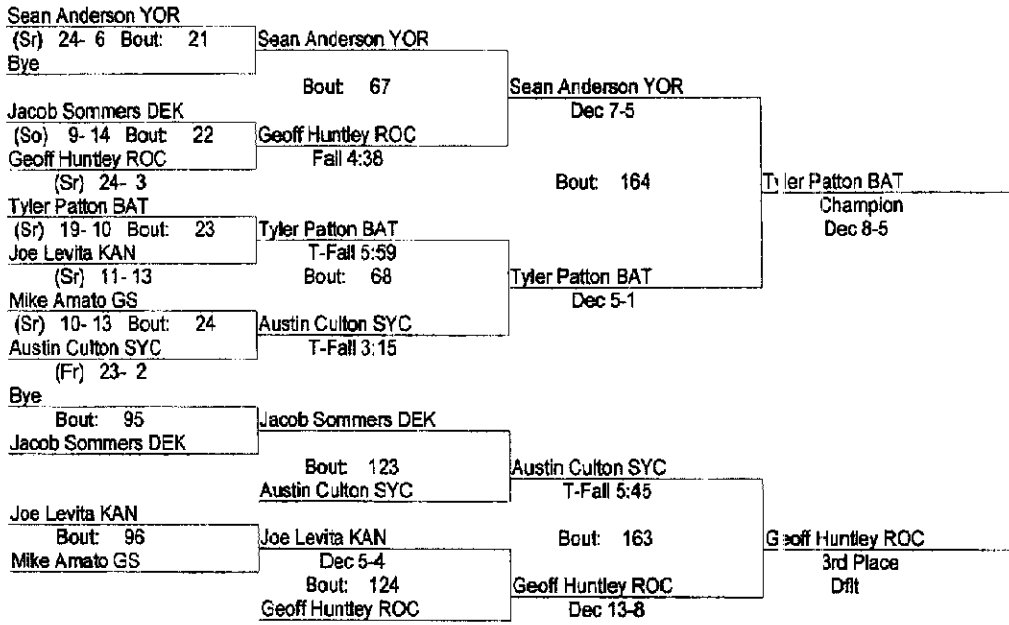 Sean Anderson YOR
(Sr) 24- 6 Bout: 21
Bye
Sean Anderson YOR
Bout: 67
Jacob Sommers DEK
(So) 9- 14 Bout: 22
Geoff Huntley ROC
(Sr) 24- 3
Geoff Huntley ROC
Fall 4:38
Sean Anderson YOR
Dec 7-5
Bout: 164
Tyler Patton BAT
(Sr) 19- 10 Bout: 23
Joe Levita KAN
(Sr) 11- 13
Tyler Patton BAT
T-Fall 5:59
Bout: 68
Mike Amato GS
(Sr) 10- 13 Bout: 24
Austin Culton SYC
(Fr) 23- 2
Austin Culton SYC
T-Fall 3:15
Tyler Patton BAT
Dec 5-1
Tyler Patton BAT
Champion
Dec 8-5
Bye
Bout: 95
Jacob Sommers DEK
Jacob Sommers DEK
Bout: 123
Austin Culton SYC
Austin Culton SYC
T-Fall 5:45
Bout: 163
Joe Levita KAN
Bout: 96
Mike Amato GS
Joe Levita KAN
Dec 5-4
Bout: 124
Geoff Huntley ROC
Geoff Huntley ROC
Dec 13-8
Geoff Huntley ROC
3rd Place
Dflt